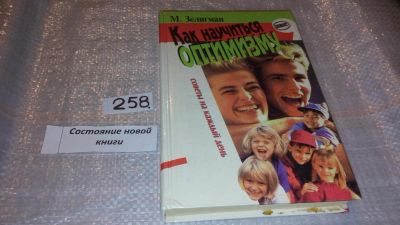 М. Зелигман
Как научиться
ОПТИМИЗМУ
советы на каждый день
258
Состояние новой
книги